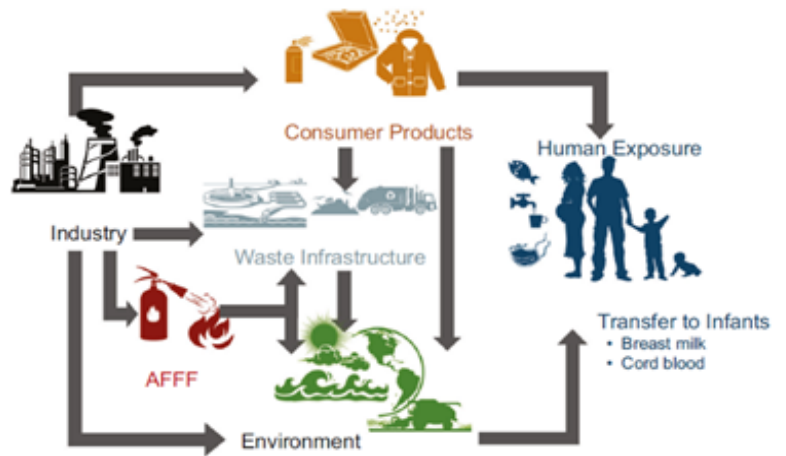 Consumer Products
Human Exposure
Industry
Waste Infrastructure
AFFF
Transfer to Infants
• Breast milk
• Cord blood
Environment